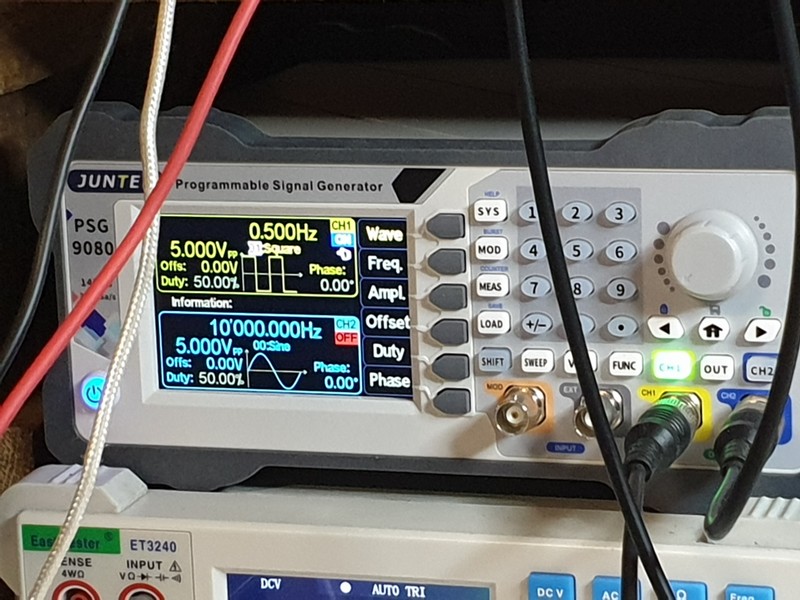 JUNTE
Programmable Signal Generator
PSG
9080
0.500Hz
CH1
ON
5.000Vpp
Square
Offs: 0.00V
Phase:
Duty: 50.00%
0.00°
Information:
10'000.000Hz
CH2
OFF
5.000Vpp
00:Sine
Offs: 0.00V
Phase:
Duty: 50.00%
0.00°
Wave
Freq.
Ampl.
Offset
Duty
Phase
HELP
SYS
1 2 3
BURST
MOD
4 5 6
COUNTER
MEAS
7 8 9
SAVE
LOAD
+/-
SHIFT
SWEEP
FUNC
CH1
OUT
CH2
MOD
EXT
CH1
CH2
INPUT
EastTester®
ET3240
ENSE
4WΩ
INPUT
VΩ
DCV
AUTO TRI
DC V
AC
Ω
Freq